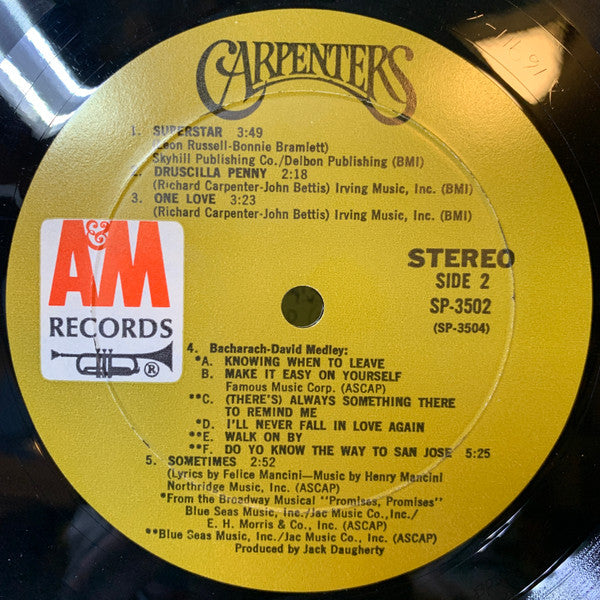 CARPENTERS
1. SUPERSTAR 3:49
(Leon Russell-Bonnie Bramlett)
Skyhill Publishing Co./Delbon Publishing (BMI)
2. DRUSCILLA PENNY 2:18
(Richard Carpenter-John Bettis) Irving Music, Inc. (BMI)
3. ONE LOVE 3:23
(Richard Carpenter-John Bettis) Irving Music, Inc. (BMI)
A&M
RECORDS
®
STEREO
SIDE 2
SP-3502
(SP-3504)
4. Bacharach-David Medley:
*A. KNOWING WHEN TO LEAVE
B. MAKE IT EASY ON YOURSELF
Famous Music Corp. (ASCAP)
**C. (THERE'S) ALWAYS SOMETHING THERE
TO REMIND ME
*D. I'LL NEVER FALL IN LOVE AGAIN
**E. WALK ON BY
**F. DO YO KNOW THE WAY TO SAN JOSE 5:25
5. SOMETIMES 2:52
(Lyrics by Felice Mancini—Music by Henry Mancini
Northridge Music, Inc. (ASCAP)
*From the Broadway Musical "Promises, Promises"
Blue Seas Music, Inc./Jac Music Co., Inc./
E. H. Morris & Co., Inc. (ASCAP)
**Blue Seas Music, Inc./Jac Music Co., Inc. (ASCAP)
Produced by Jack Daugherty